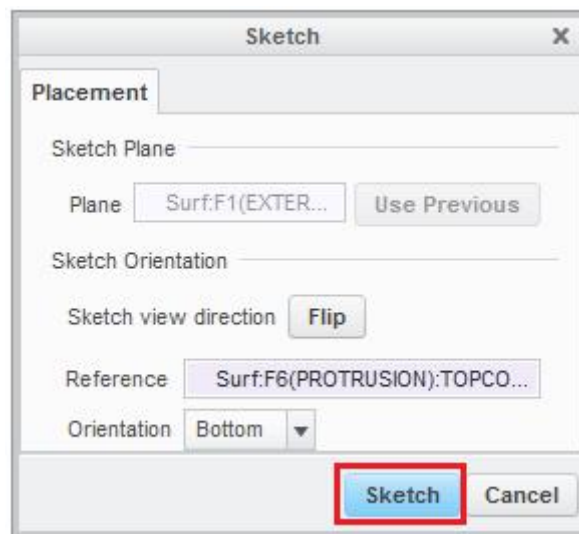 Sketch
Placement
Sketch Plane
Plane Surf:F1(EXTER... Use Previous
Sketch Orientation
Sketch view direction Flip
Reference Surf:F6(PROTRUSION):TOPCO...
Orientation Bottom
Sketch Cancel